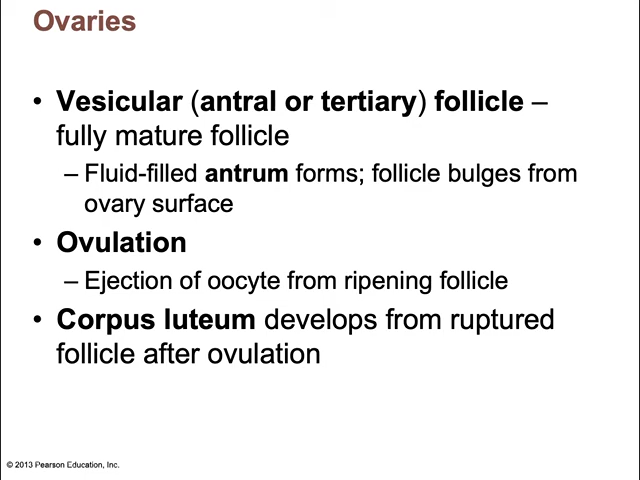 Ovaries
• Vesicular (antral or tertiary) follicle –
fully mature follicle
– Fluid-filled antrum forms; follicle bulges from
ovary surface
• Ovulation
– Ejection of oocyte from ripening follicle
• Corpus luteum develops from ruptured
follicle after ovulation
© 2013 Pearson Education, Inc.